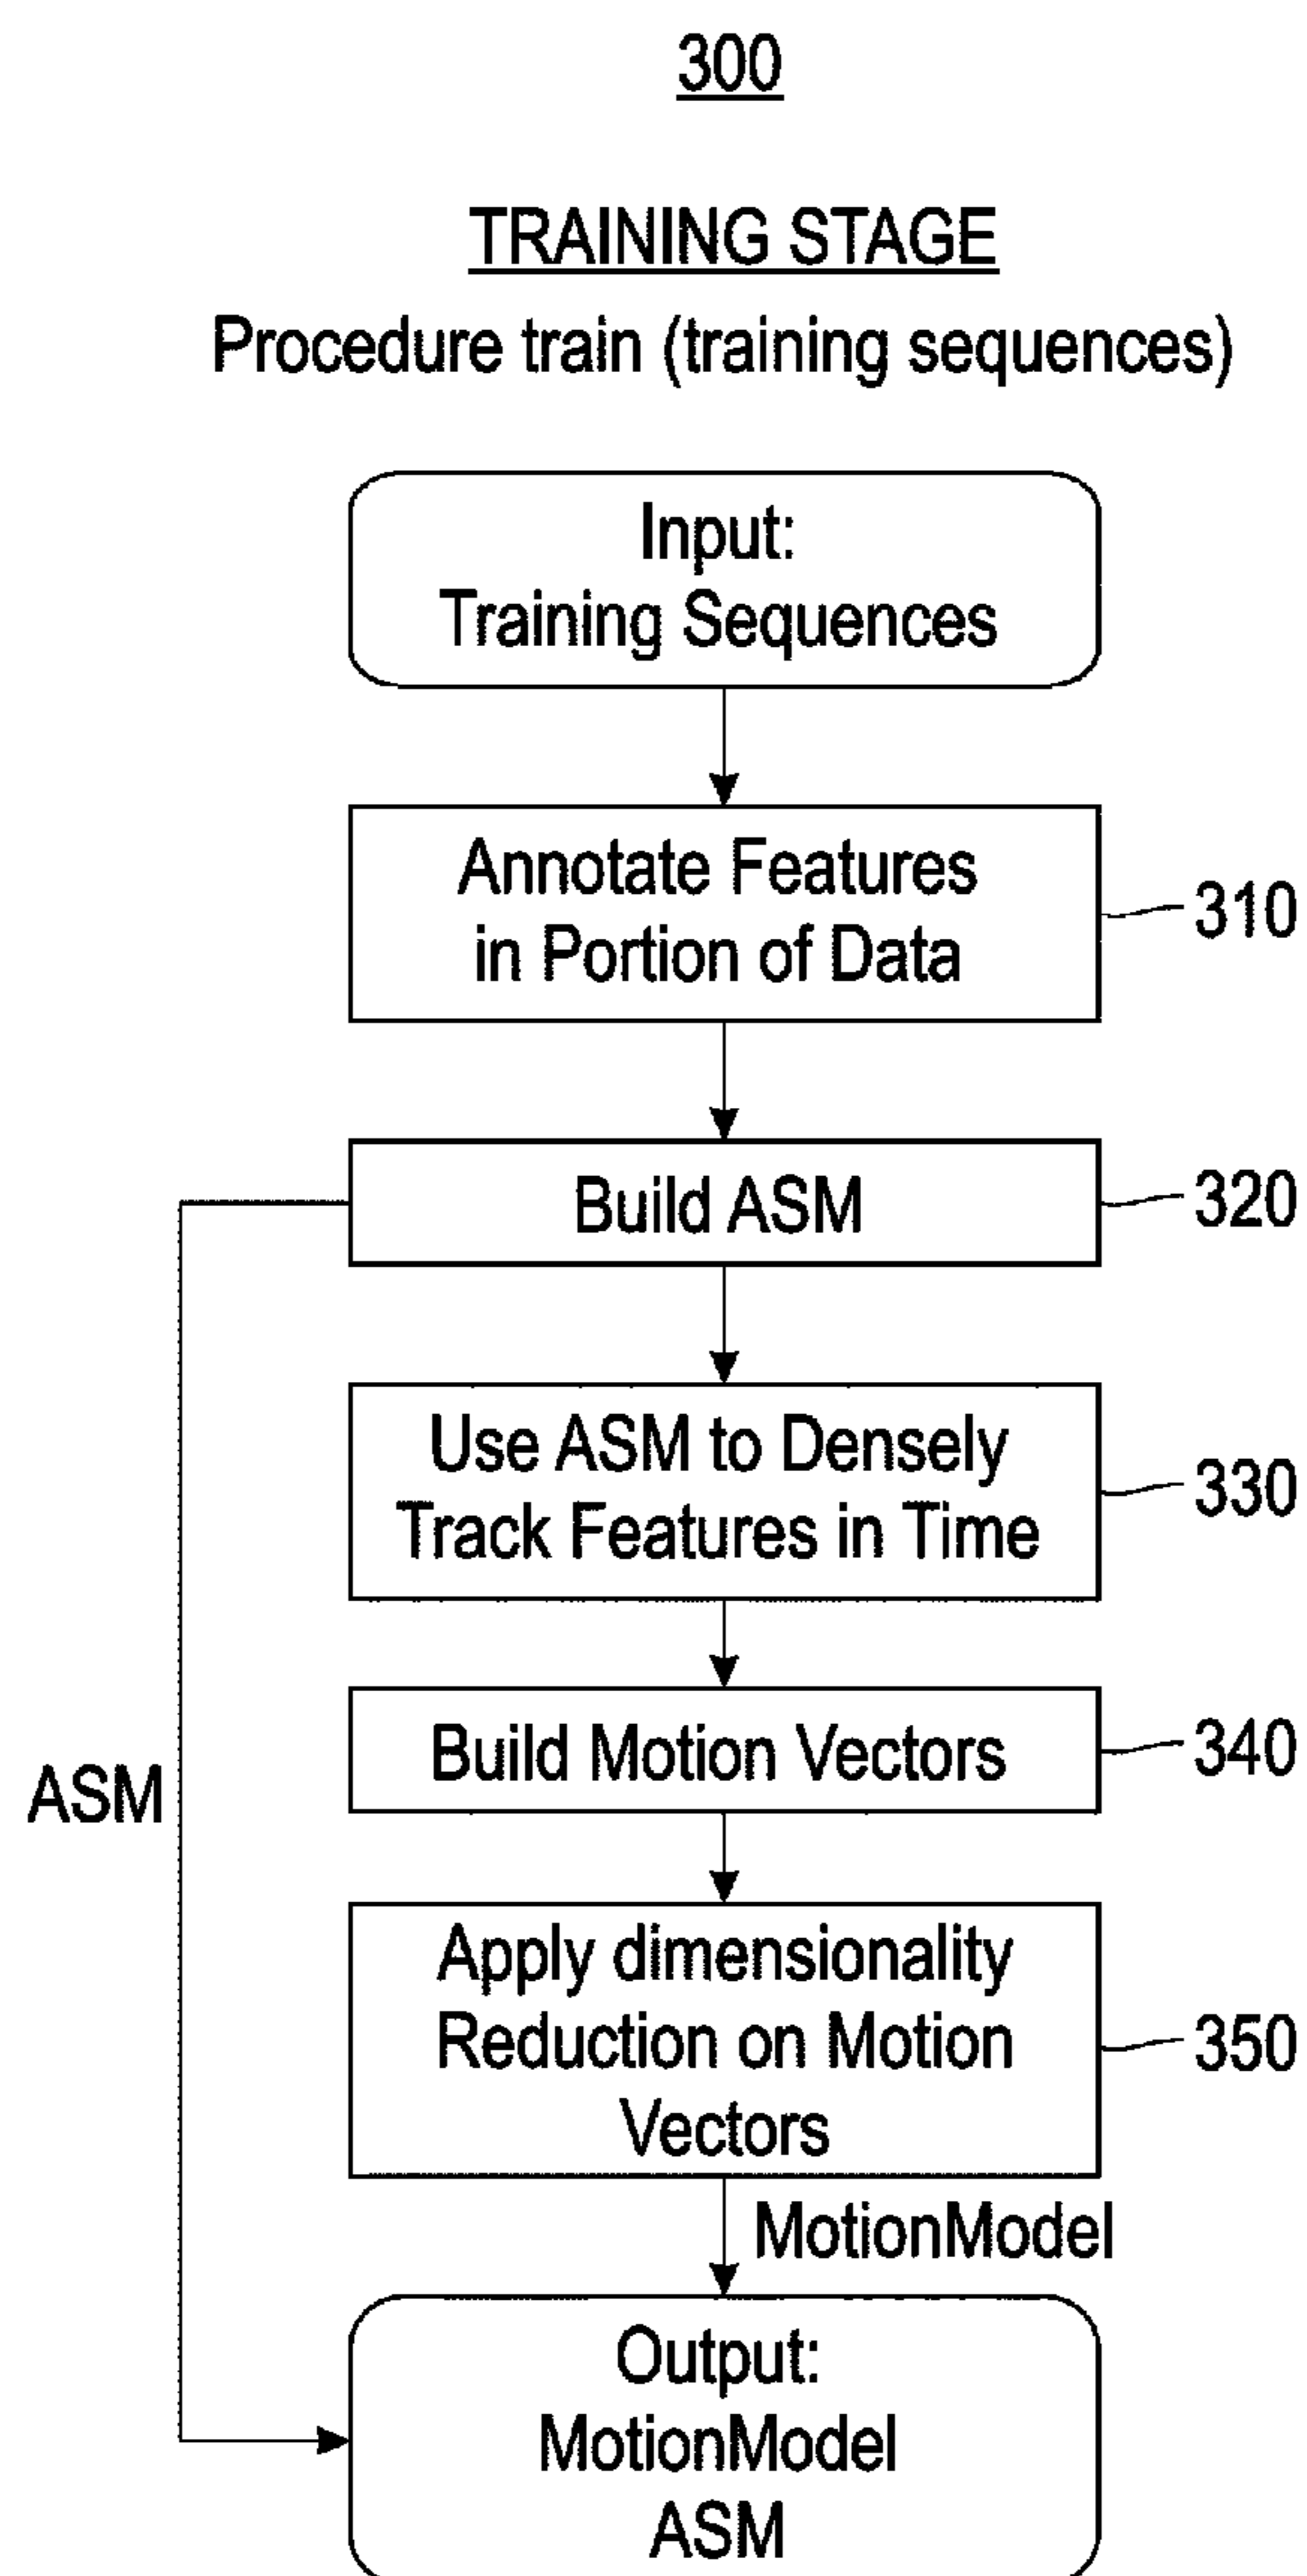 300
TRAINING STAGE
Procedure train (training sequences)
Input:
Training Sequences
Annotate Features
in Portion of Data
310
Build ASM
320
Use ASM to Densely
Track Features in Time
330
Build Motion Vectors
340
ASM
Apply dimensionality
Reduction on Motion
Vectors
350
MotionModel
Output:
MotionModel
ASM